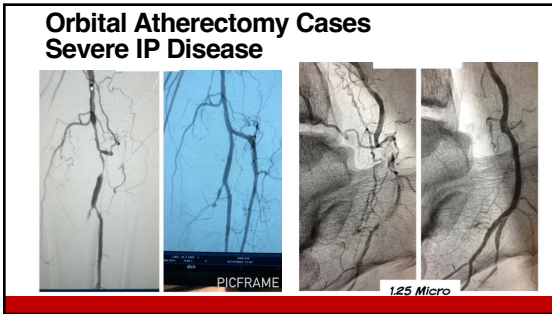 Orbital Atherectomy Cases
Severe IP Disease
PICFRAME
1.25 Micro